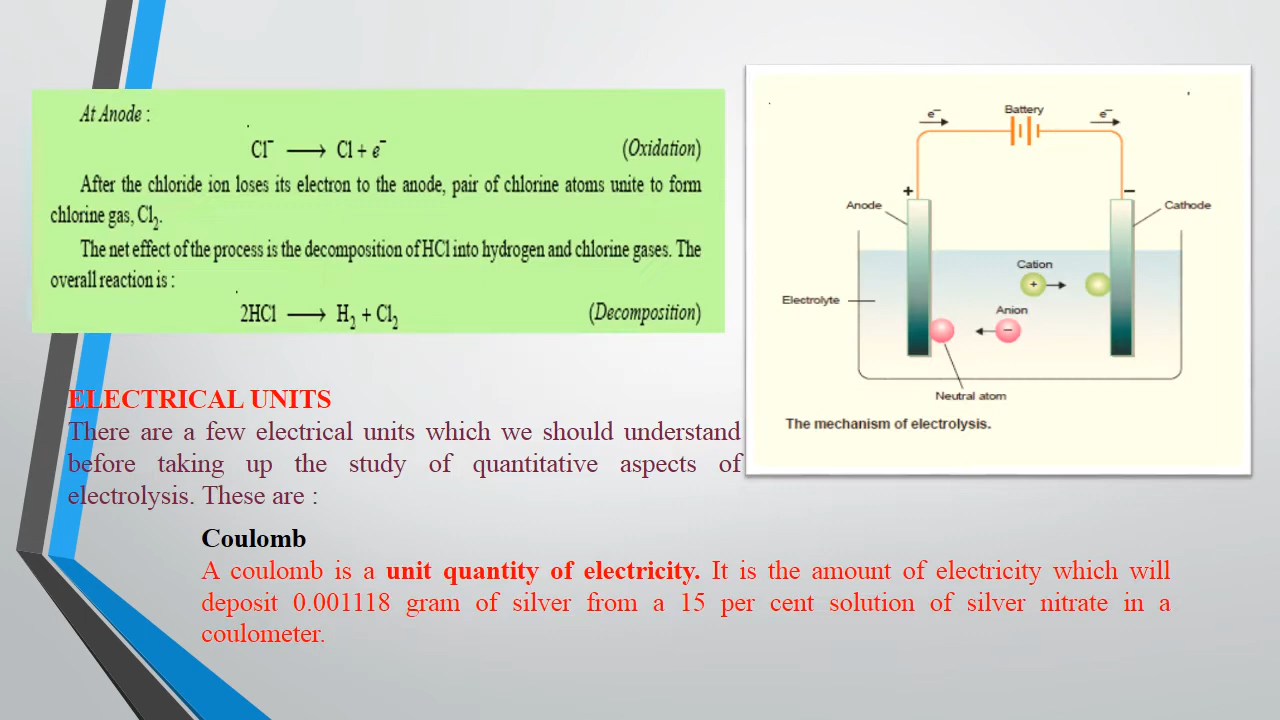 At Anode :
Cl⁻ ⟶ Cl + e⁻ (Oxidation)
After the chloride ion loses its electron to the anode, pair of chlorine atoms unite to form
chlorine gas, Cl₂.
The net effect of the process is the decomposition of HCl into hydrogen and chlorine gases. The
overall reaction is :
2HCl ⟶ H₂ + Cl₂ (Decomposition)
Battery
e⁻
e⁻
+
−
Anode
Cathode
Cation
+
Electrolyte
Anion
−
Neutral atom
The mechanism of electrolysis.
ELECTRICAL UNITS
There are a few electrical units which we should understand
before taking up the study of quantitative aspects of
electrolysis. These are :
Coulomb
A coulomb is a unit quantity of electricity. It is the amount of electricity which will
deposit 0.001118 gram of silver from a 15 per cent solution of silver nitrate in a
coulometer.